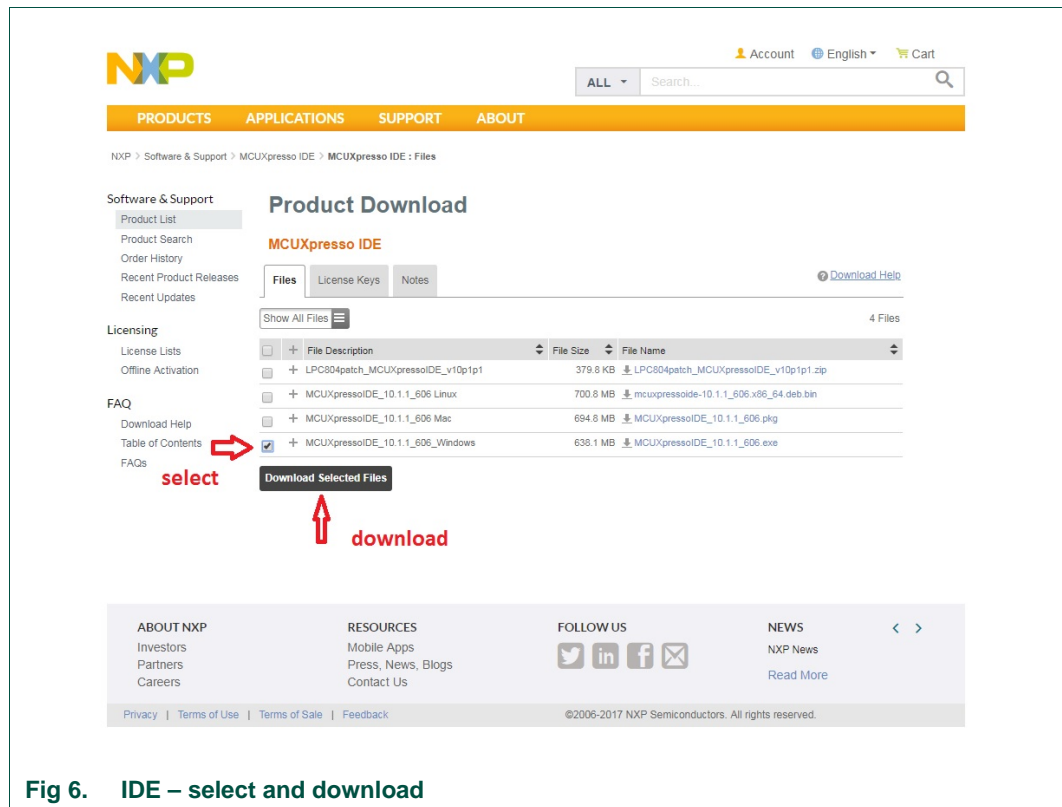 NXP
Account English Cart
ALL Search...
PRODUCTS APPLICATIONS SUPPORT ABOUT
NXP > Software & Support > MCUXpresso IDE > MCUXpresso IDE : Files
Software & Support
Product List
Product Search
Order History
Recent Product Releases
Recent Updates
Licensing
License Lists
Offline Activation
FAQ
Download Help
Table of Contents
FAQs
Product Download
MCUXpresso IDE
Files License Keys Notes
Download Help
Show All Files 4 Files
+ File Description File Size File Name
+ LPC804patch_MCUXpressoIDE_v10p1p1 379.8 KB LPC804patch_MCUXpressoIDE_v10p1p1.zip
+ MCUXpressoIDE_10.1.1_606 Linux 700.8 MB mcuxpressoide-10.1.1_606.x86_64.deb.bin
+ MCUXpressoIDE_10.1.1_606 Mac 694.8 MB MCUXpressoIDE_10.1.1_606.pkg
+ MCUXpressoIDE_10.1.1_606_Windows 638.1 MB MCUXpressoIDE_10.1.1_606.exe
select
Download Selected Files
download
ABOUT NXP
Investors
Partners
Careers
RESOURCES
Mobile Apps
Press, News, Blogs
Contact Us
FOLLOW US
NEWS < >
NXP News
Read More
Privacy | Terms of Use | Terms of Sale | Feedback ©2006-2017 NXP Semiconductors. All rights reserved.
Fig 6. IDE – select and download